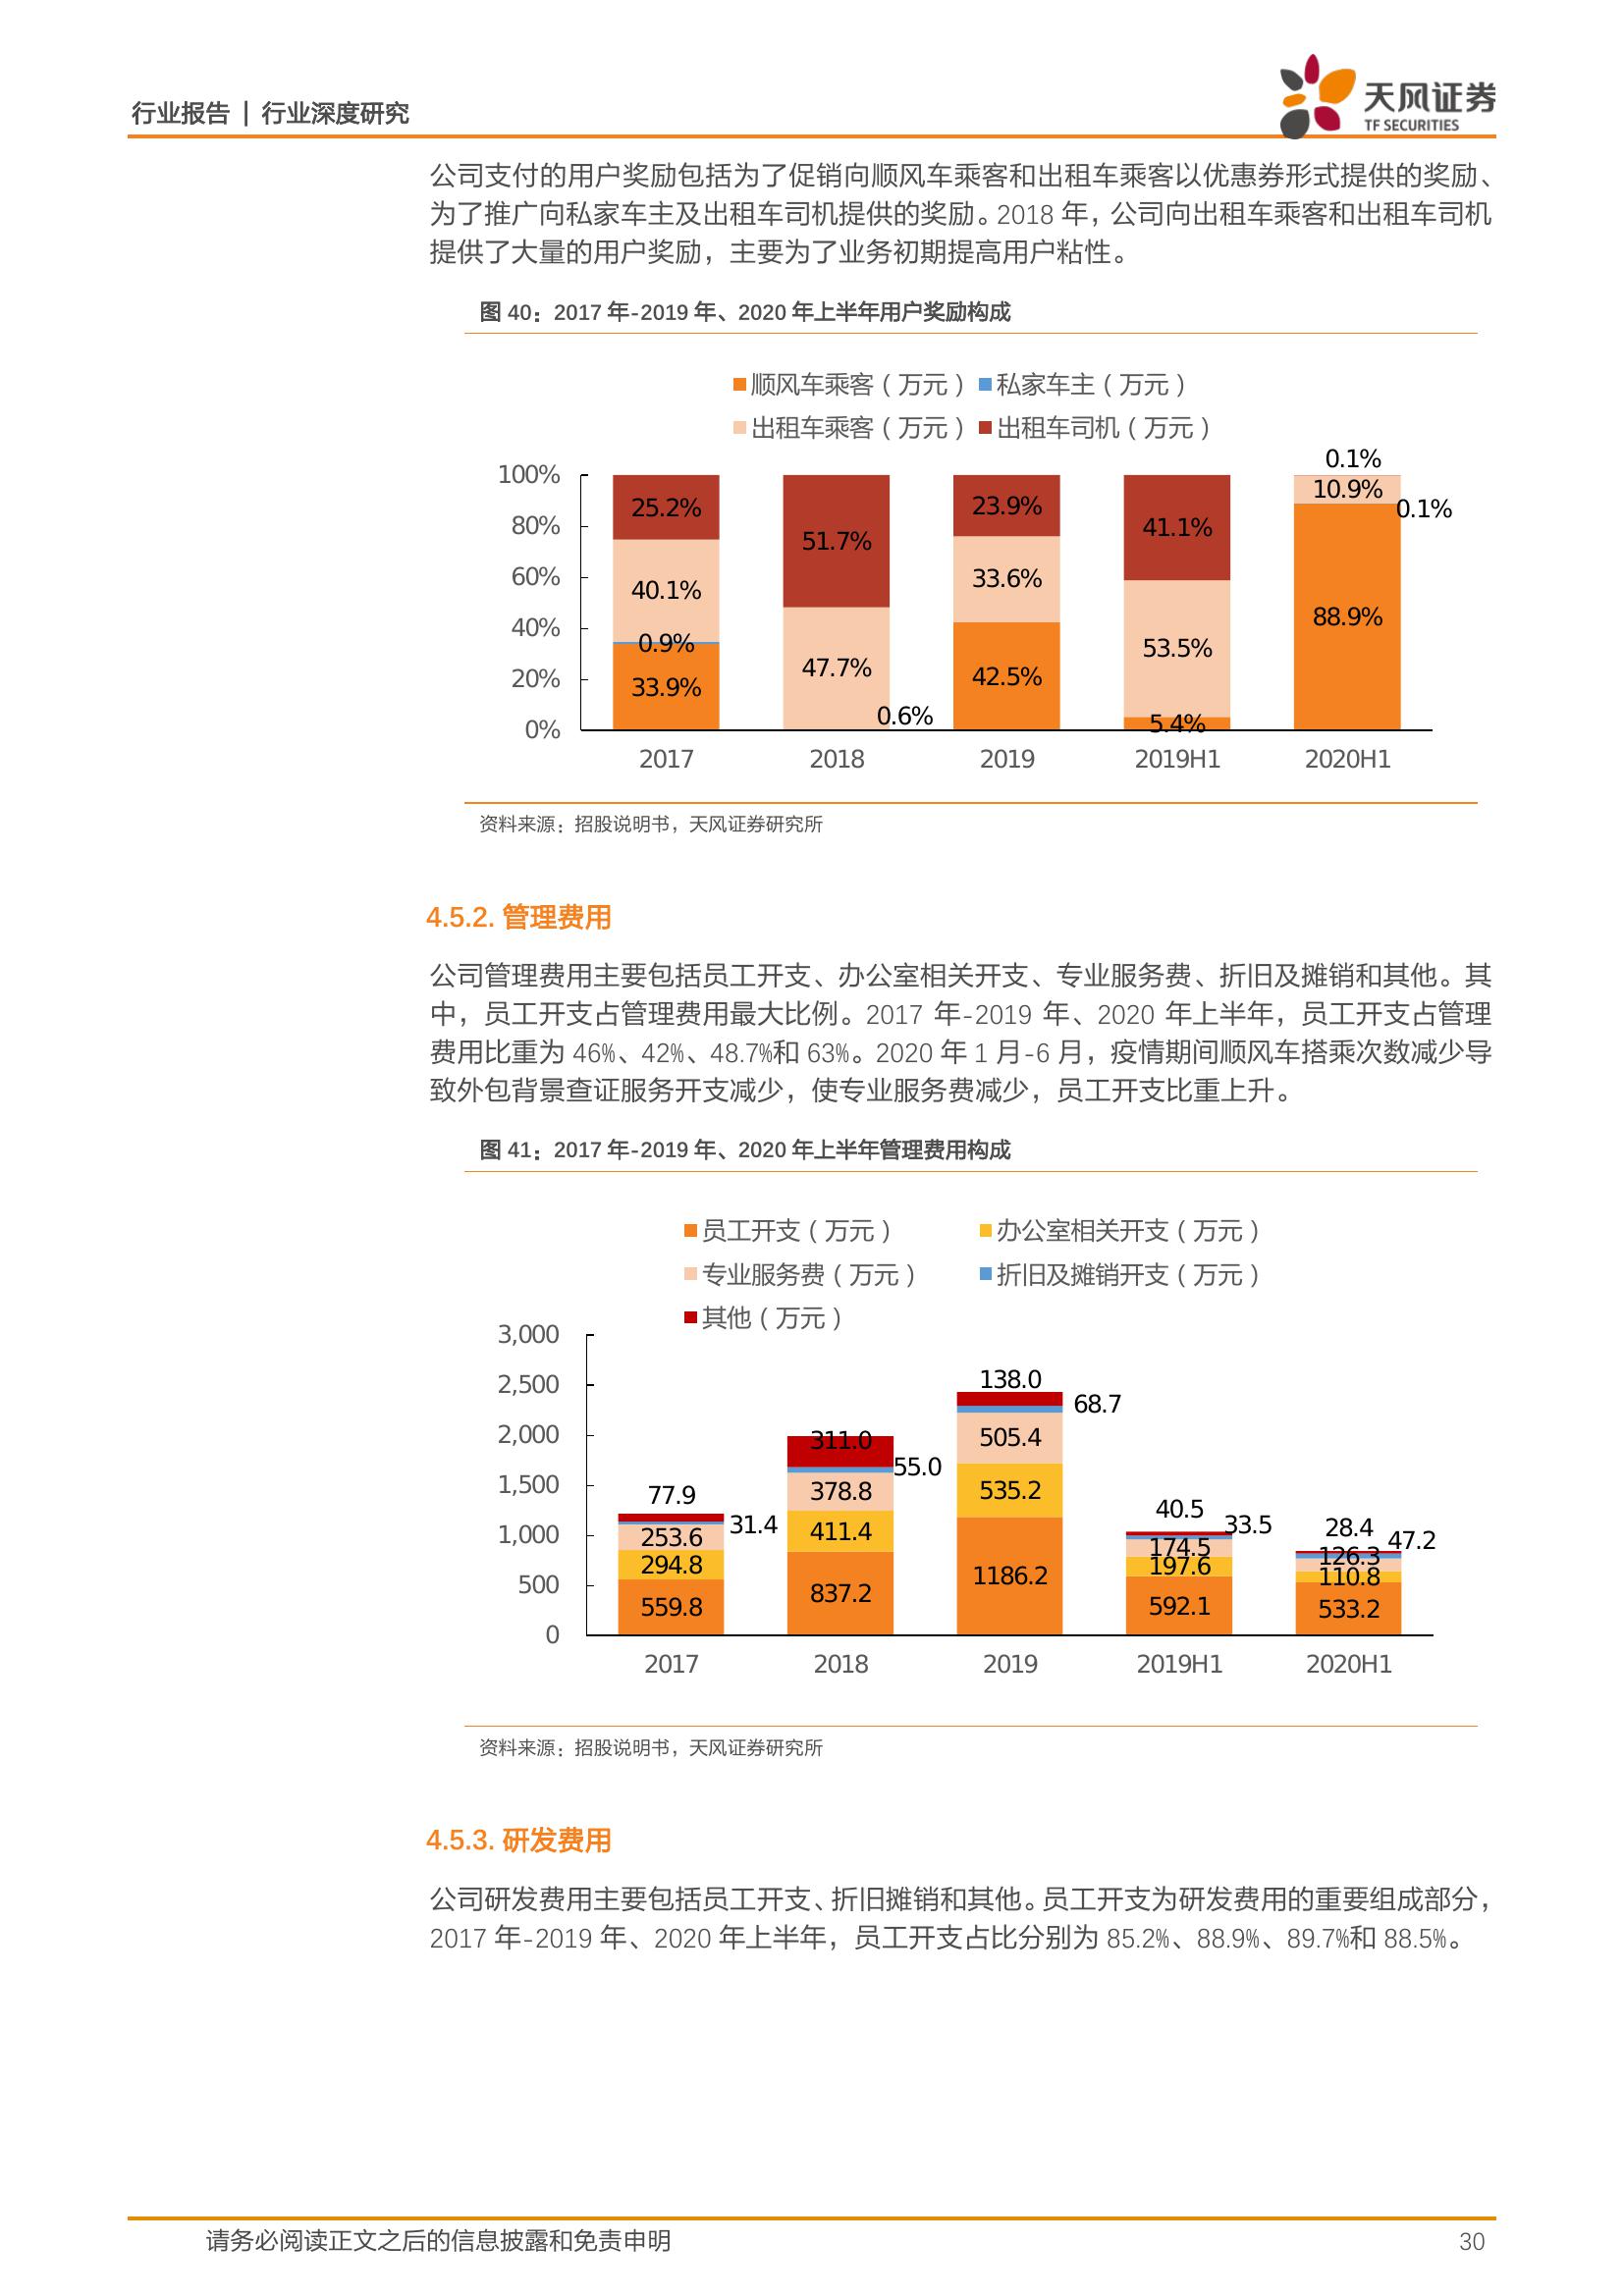 行业报告 | 行业深度研究
天风证券
TF SECURITIES
公司支付的用户奖励包括为了促销向顺风车乘客和出租车乘客以优惠券形式提供的奖励、
为了推广向私家车主及出租车司机提供的奖励。2018 年，公司向出租车乘客和出租车司机
提供了大量的用户奖励，主要为了业务初期提高用户粘性。
图 40：2017 年-2019 年、2020 年上半年用户奖励构成
顺风车乘客（万元） 私家车主（万元）
出租车乘客（万元） 出租车司机（万元）
0.1%
100%
25.2% 51.7% 23.9% 41.1% 10.9% 0.1%
80%
60%
40.1% 47.7% 33.6% 53.5% 88.9%
40%
0.9%
20%
33.9% 0.6% 42.5% 5.4%
0%
2017 2018 2019 2019H1 2020H1
资料来源：招股说明书，天风证券研究所
4.5.2. 管理费用
公司管理费用主要包括员工开支、办公室相关开支、专业服务费、折旧及摊销和其他。其
中，员工开支占管理费用最大比例。2017 年-2019 年、2020 年上半年，员工开支占管理
费用比重为 46%、42%、48.7%和 63%。2020 年 1 月-6 月，疫情期间顺风车搭乘次数减少导
致外包背景查证服务开支减少，使专业服务费减少，员工开支比重上升。
图 41：2017 年-2019 年、2020 年上半年管理费用构成
员工开支（万元） 办公室相关开支（万元）
专业服务费（万元） 折旧及摊销开支（万元）
其他（万元）
3,000
2,500
2,000
1,500
1,000
500
0
77.9 311.0 138.0 40.5 28.4
31.4 55.0 68.7 33.5 47.2
253.6 378.8 505.4 174.5 126.3
294.8 411.4 535.2 197.6 110.8
559.8 837.2 1186.2 592.1 533.2
2017 2018 2019 2019H1 2020H1
资料来源：招股说明书，天风证券研究所
4.5.3. 研发费用
公司研发费用主要包括员工开支、折旧摊销和其他。员工开支为研发费用的重要组成部分，
2017 年-2019 年、2020 年上半年，员工开支占比分别为 85.2%、88.9%、89.7%和 88.5%。
请务必阅读正文之后的信息披露和免责申明 30